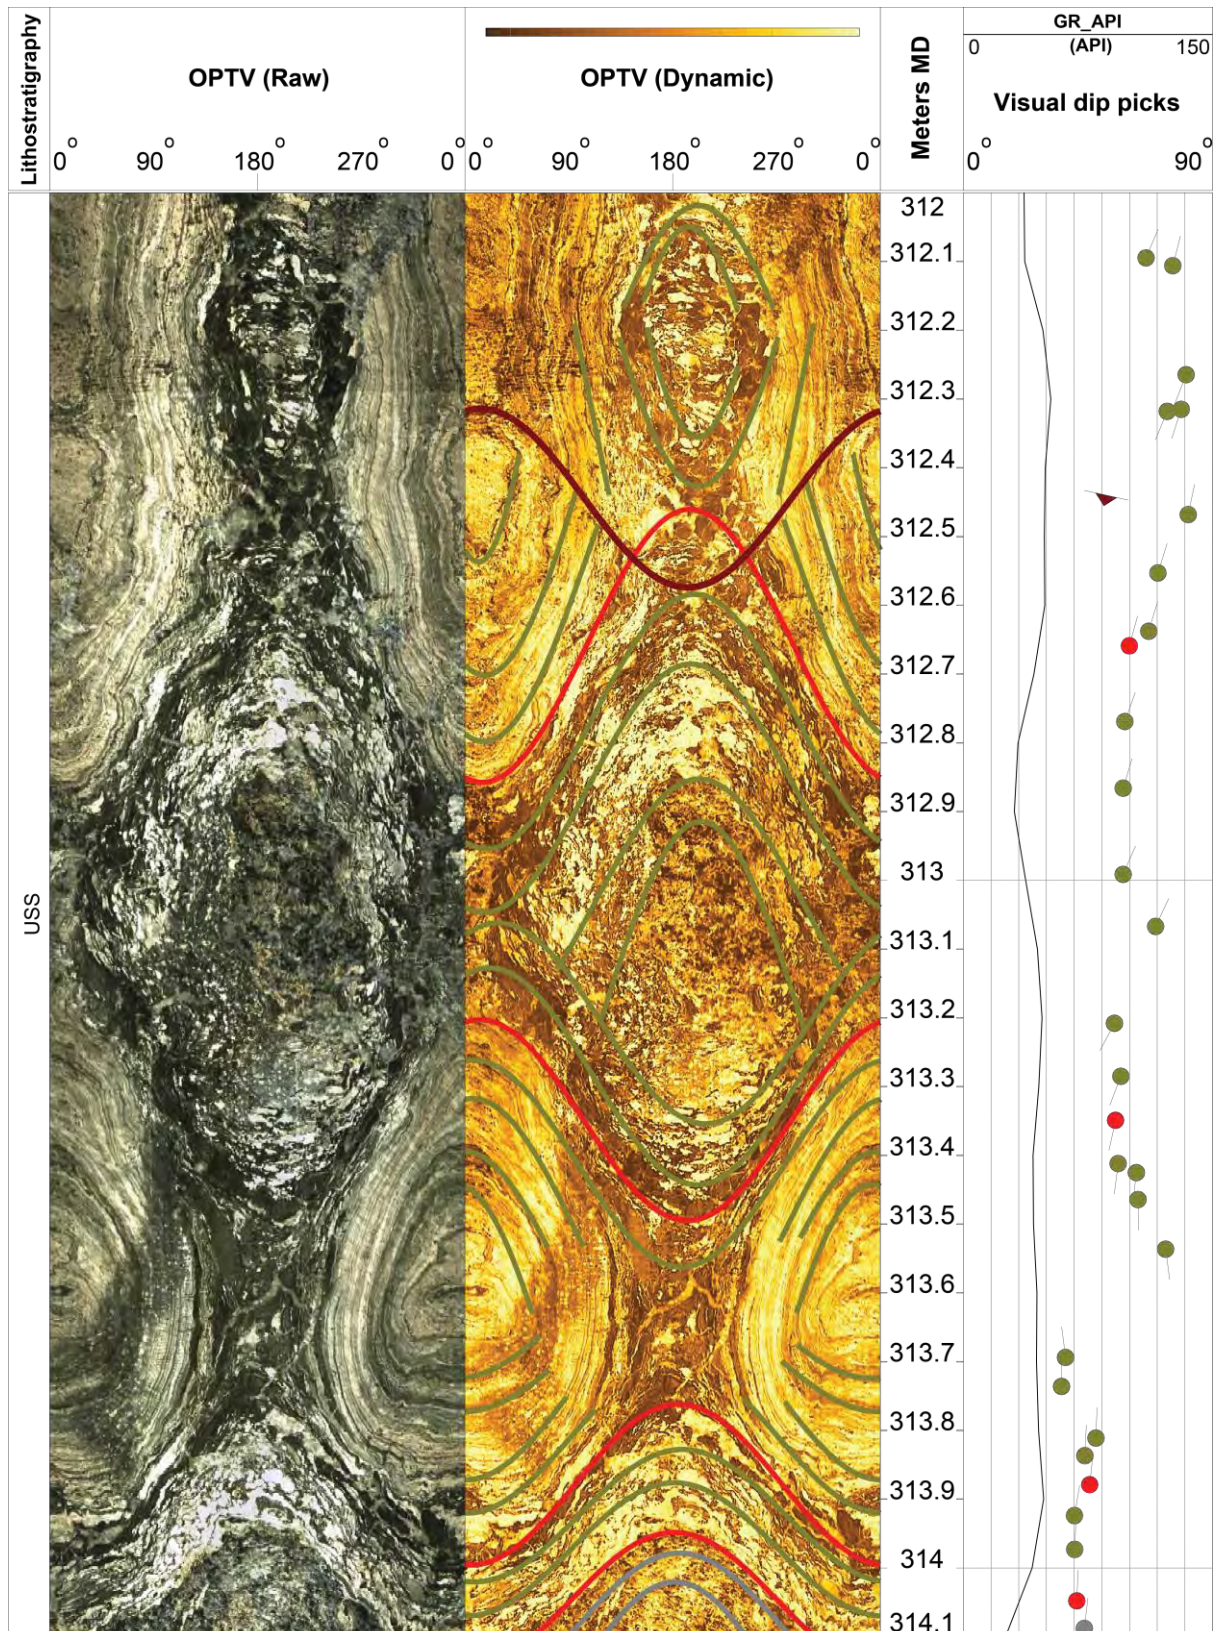 Lithostratigraphy
OPTV (Raw)
0° 90° 180° 270° 0°
OPTV (Dynamic)
0° 90° 180° 270° 0°
Meters MD
GR_API
0 (API) 150
Visual dip picks
0° 90°
USS
312
312.1
312.2
312.3
312.4
312.5
312.6
312.7
312.8
312.9
313
313.1
313.2
313.3
313.4
313.5
313.6
313.7
313.8
313.9
314
314.1